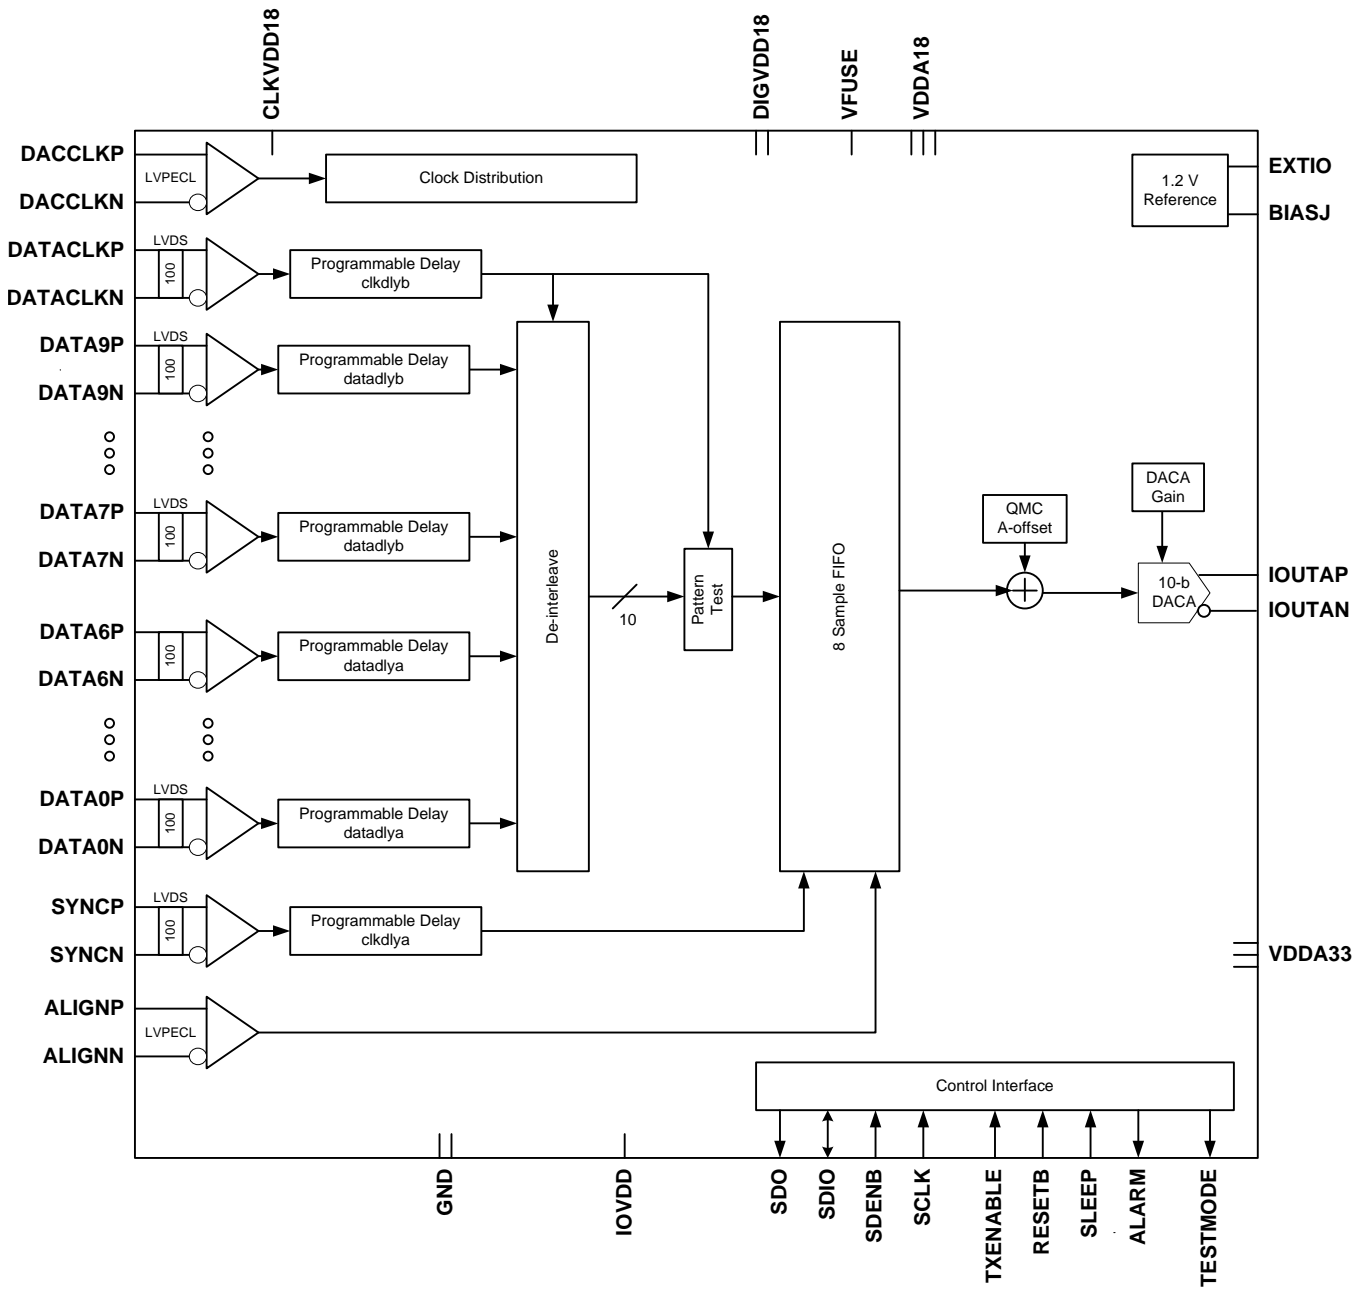 CLKVDD18
DIGVDD18
VFUSE
VDDA18
DACCLKP
LVPECL
DACCLKN
Clock Distribution
1.2 V
Reference
EXTIO
BIASJ
DATACLKP
LVDS
100
DATACLKN
Programmable Delay
clkdlyb
DATA9P
LVDS
100
DATA9N
Programmable Delay
datadlyb
DATA7P
LVDS
100
DATA7N
Programmable Delay
datadlyb
De-interleave
10
Pattern
Test
8 Sample FIFO
QMC
A-offset
DACA
Gain
10-b
DACA
IOUTAP
IOUTAN
DATA6P
100
DATA6N
Programmable Delay
datadlya
DATA0P
LVDS
100
DATA0N
Programmable Delay
datadlya
SYNCP
LVDS
100
SYNCN
Programmable Delay
clkdlya
VDDA33
ALIGNP
LVPECL
ALIGNN
Control Interface
GND
IOVDD
SDO
SDIO
SDENB
SCLK
TXENABLE
RESETB
SLEEP
ALARM
TESTMODE